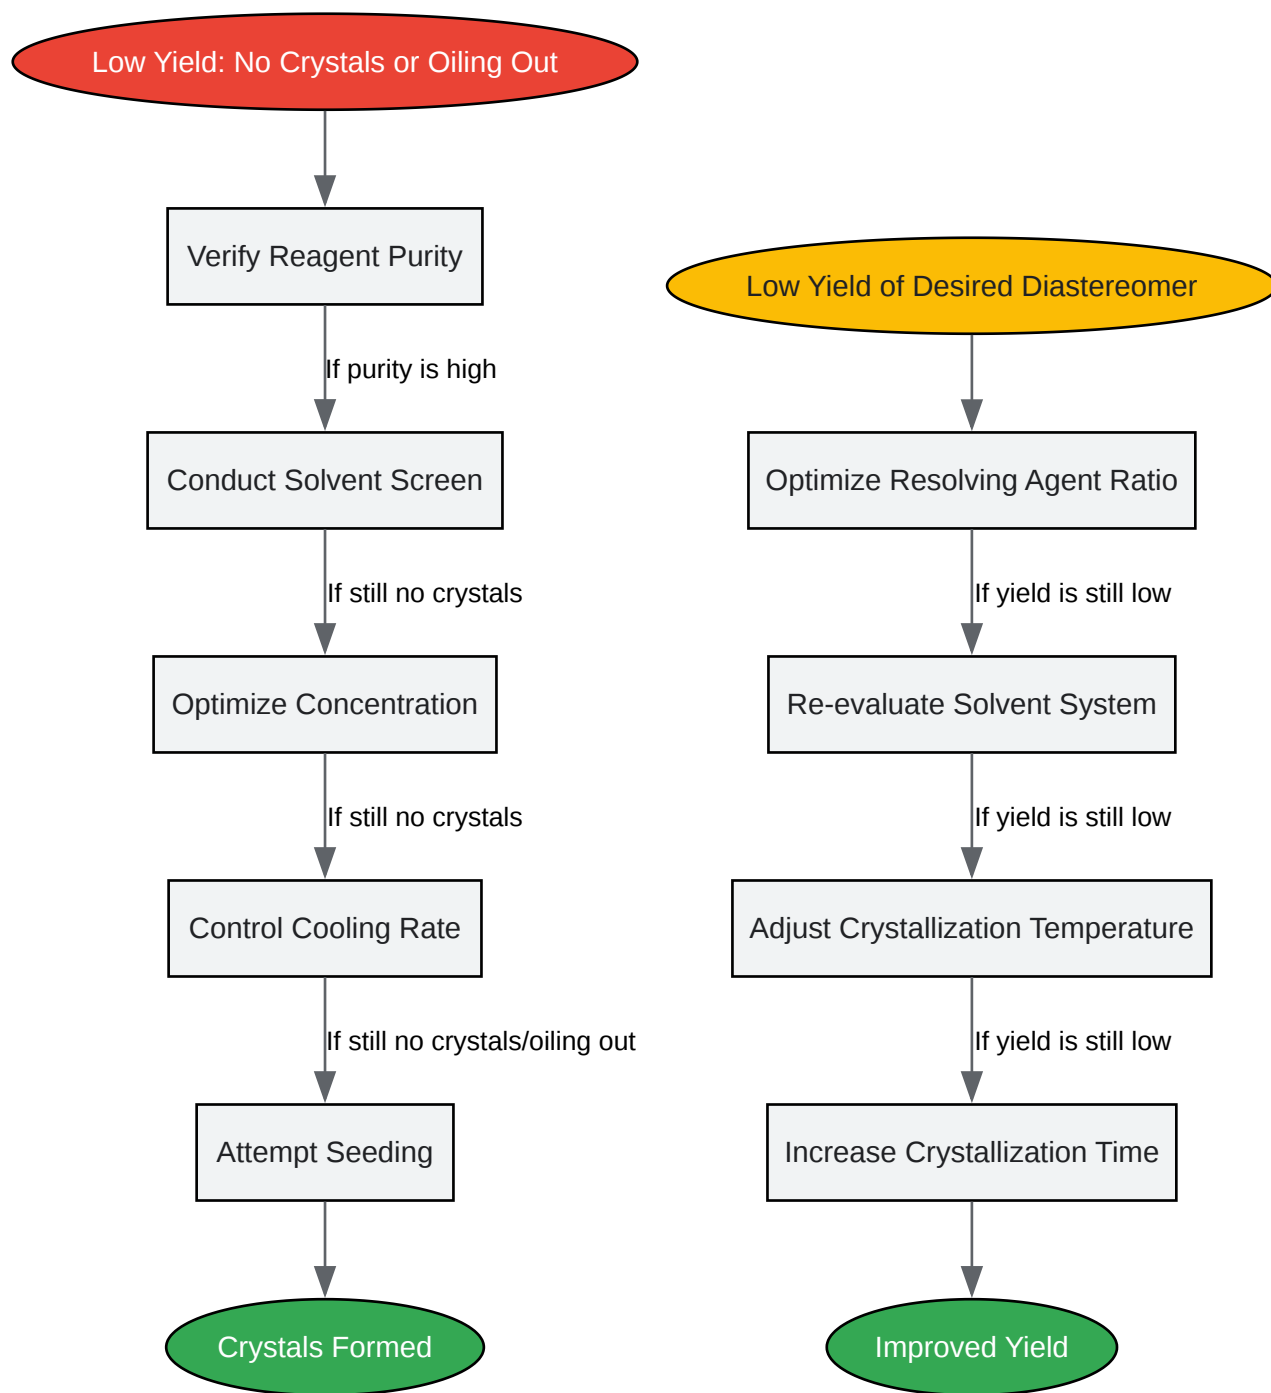 Low Yield: No Crystals or Oiling Out
Verify Reagent Purity
If purity is high
Conduct Solvent Screen
If still no crystals
Optimize Concentration
If still no crystals
Control Cooling Rate
If still no crystals/oiling out
Attempt Seeding
Crystals Formed
Low Yield of Desired Diastereomer
Optimize Resolving Agent Ratio
If yield is still low
Re-evaluate Solvent System
If yield is still low
Adjust Crystallization Temperature
If yield is still low
Increase Crystallization Time
Improved Yield